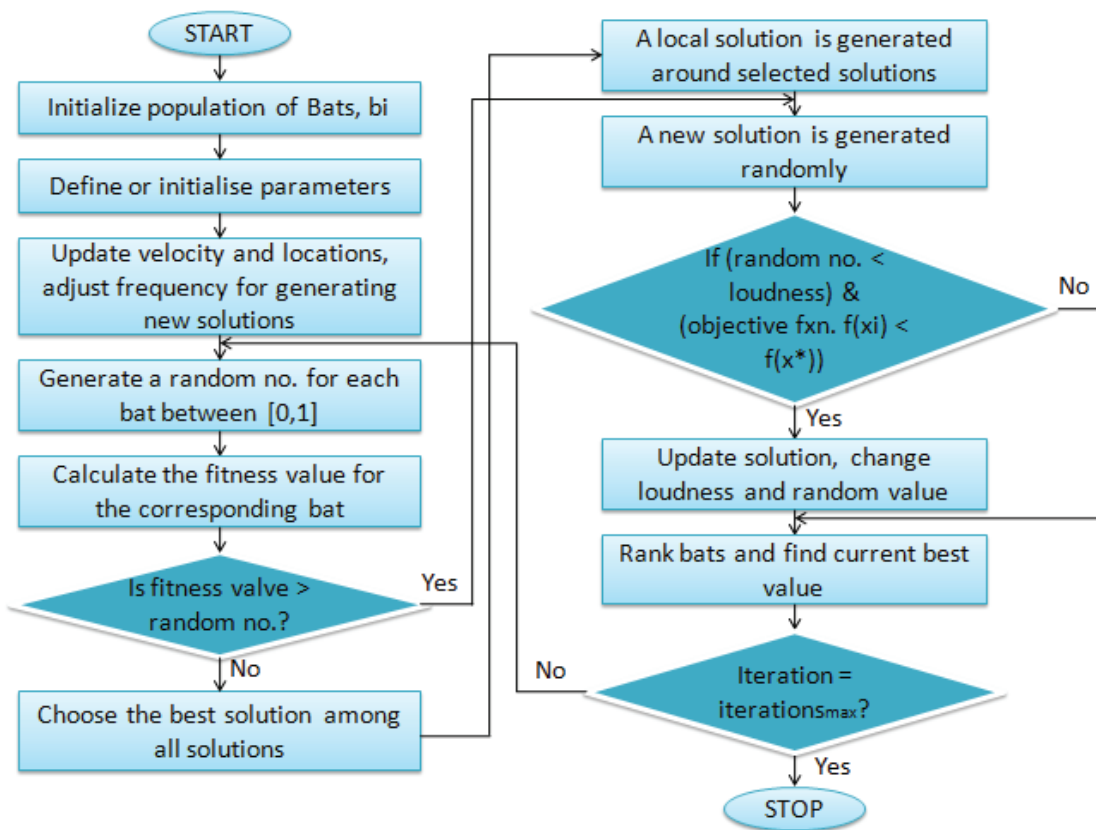 START
Initialize population of Bats, bi
Define or initialise parameters
Update velocity and locations,
adjust frequency for generating
new solutions
Generate a random no. for each
bat between [0,1]
Calculate the fitness value for
the corresponding bat
Is fitness valve >
random no.?
Yes
No
Choose the best solution among
all solutions
A local solution is generated
around selected solutions
A new solution is generated
randomly
If (random no. <
loudness) &
(objective fxn. f(xi) <
f(x*))
No
Yes
Update solution, change
loudness and random value
Rank bats and find current best
value
Iteration =
iterationsmax?
No
Yes
STOP